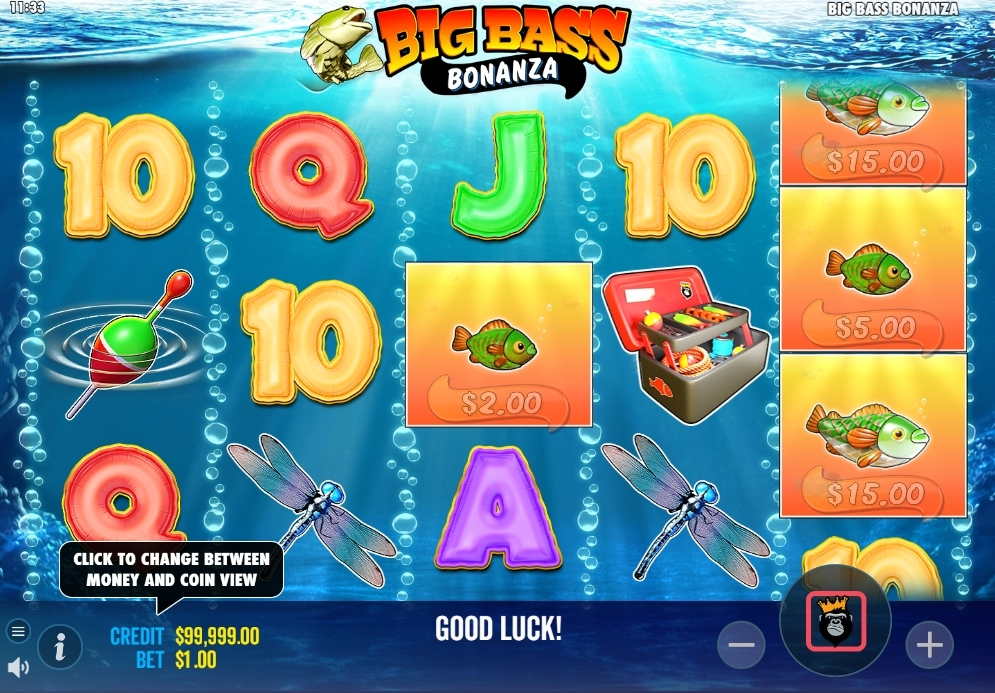 11:33
BIG BASS BONANZA
BIG BASS
BONANZA
10 Q J 10
$15.00
10
$2.00
$5.00
$15.00
Q A 10
CLICK TO CHANGE BETWEEN
MONEY AND COIN VIEW
CREDIT $99,999.00
BET $1.00
GOOD LUCK!
i